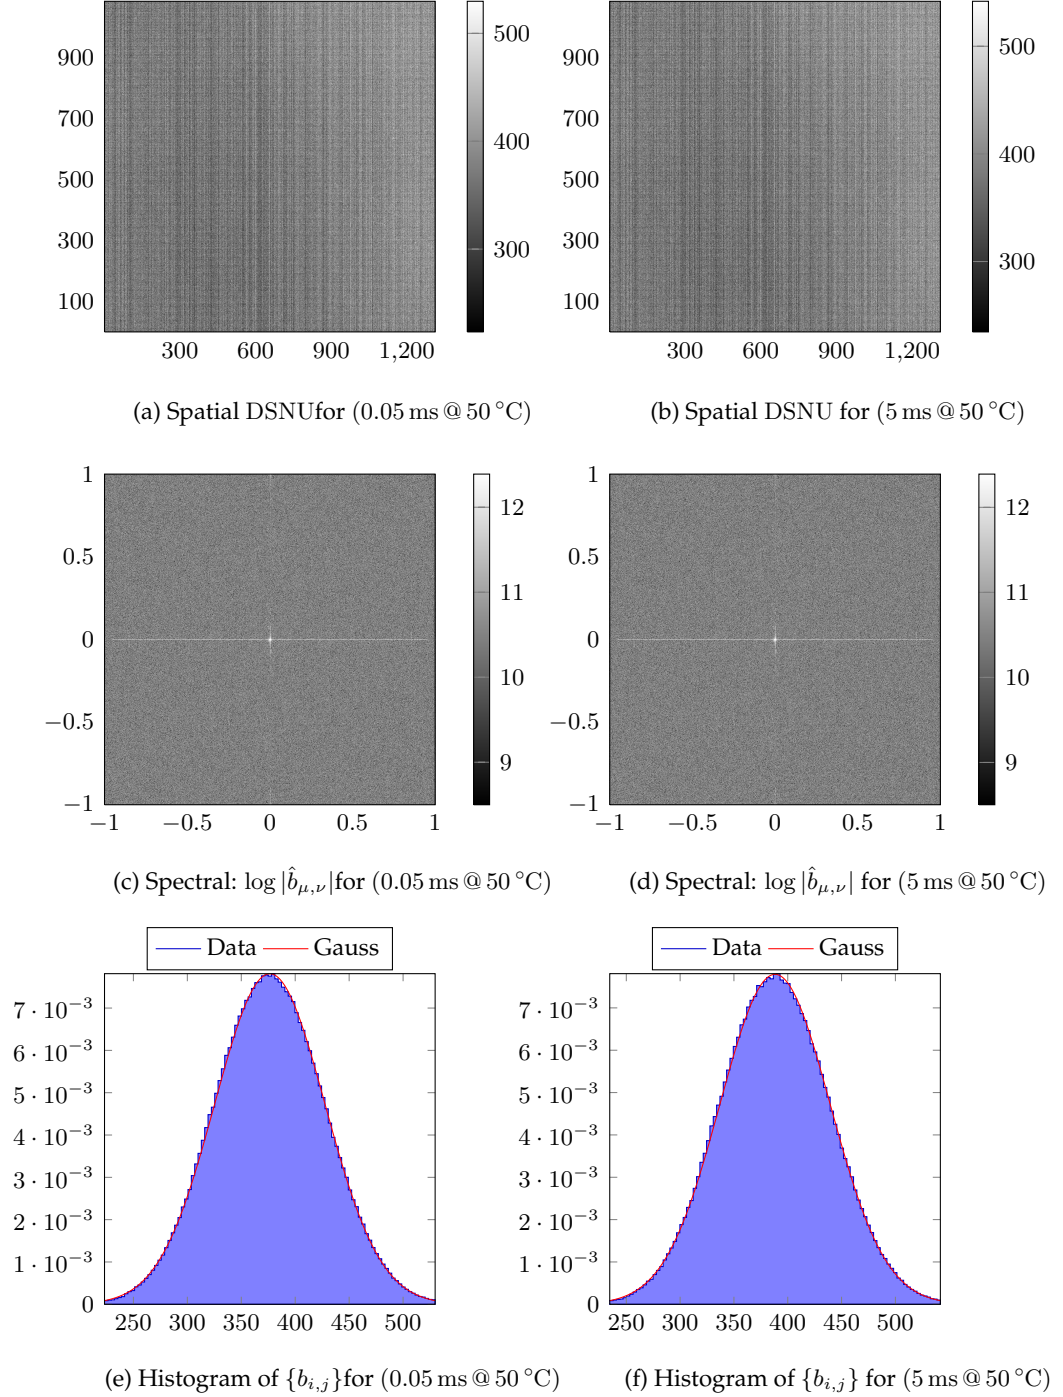 900
700
500
300
100
300 600 900 1,200
500
400
300
(a) Spatial DSNUfor (0.05 ms @ 50 °C)
900
700
500
300
100
300 600 900 1,200
500
400
300
(b) Spatial DSNU for (5 ms @ 50 °C)
1
0.5
0
−0.5
−1
−1 −0.5 0 0.5 1
12
11
10
9
(c) Spectral: log |b̂μ,ν|for (0.05 ms @ 50 °C)
1
0.5
0
−0.5
−1
−1 −0.5 0 0.5 1
12
11
10
9
(d) Spectral: log |b̂μ,ν| for (5 ms @ 50 °C)
Data Gauss
7 · 10⁻³
6 · 10⁻³
5 · 10⁻³
4 · 10⁻³
3 · 10⁻³
2 · 10⁻³
1 · 10⁻³
0
250 300 350 400 450 500
(e) Histogram of {bi,j}for (0.05 ms @ 50 °C)
Data Gauss
7 · 10⁻³
6 · 10⁻³
5 · 10⁻³
4 · 10⁻³
3 · 10⁻³
2 · 10⁻³
1 · 10⁻³
0
250 300 350 400 450 500
(f) Histogram of {bi,j} for (5 ms @ 50 °C)